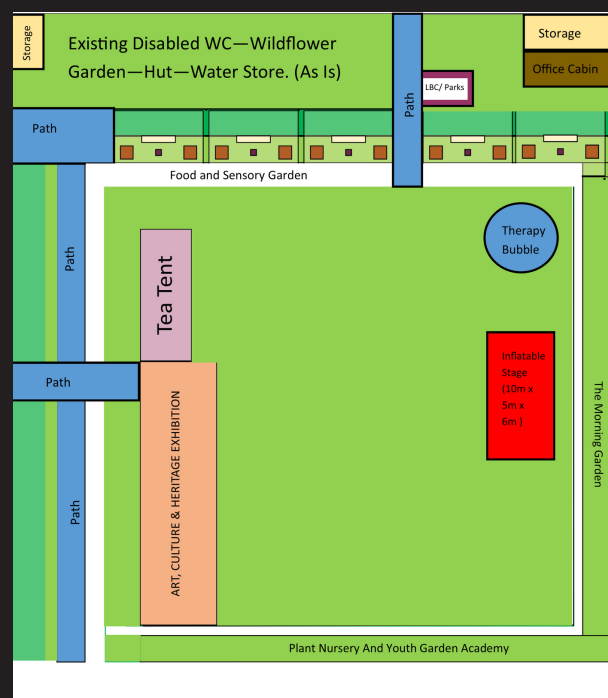 Storage
Existing Disabled WC—Wildflower
Garden—Hut—Water Store. (As Is)
Path
Storage
Office Cabin
LBC/ Parks
Path
Food and Sensory Garden
Path
Tea Tent
Therapy
Bubble
Path
Inflatable
Stage
(10m x
5m x
6m )
The Morning Garden
ART, CULTURE & HERITAGE EXHIBITION
Path
Plant Nursery And Youth Garden Academy